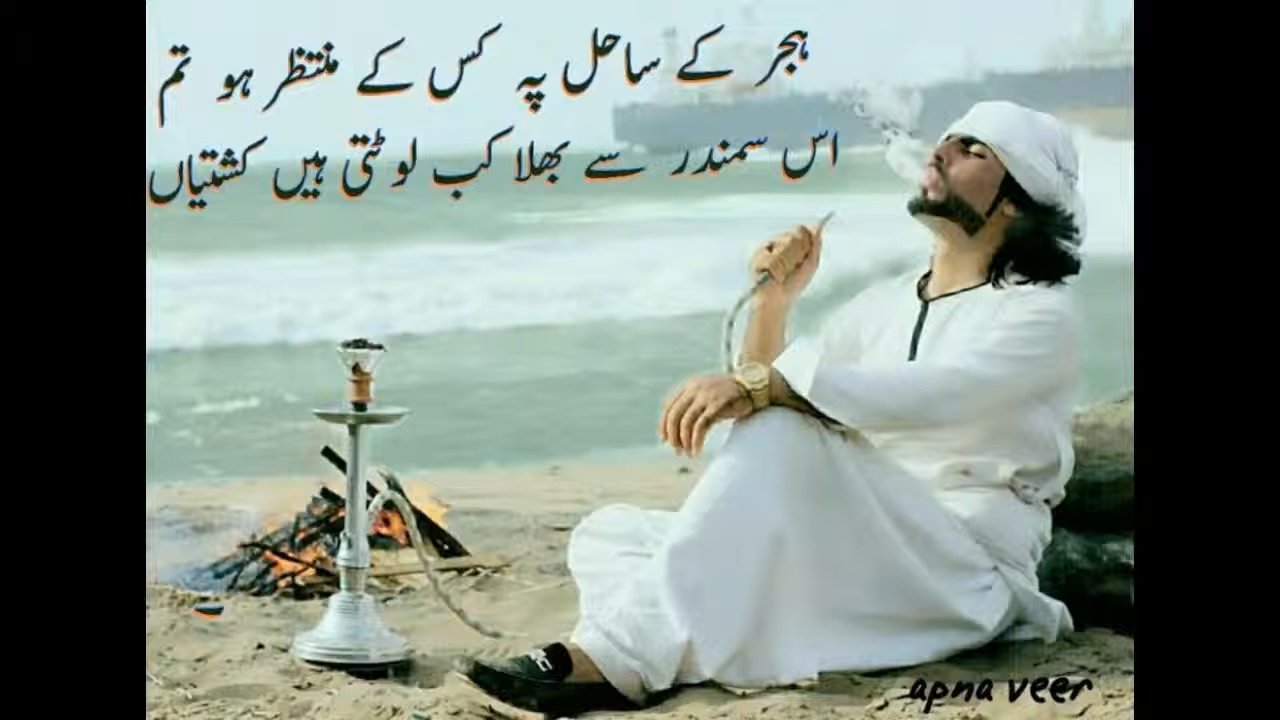 ہجر کے ساحل پہ کس کے منتظر ہو تم
اس سمندر سے بھلا کب لوٹتی ہیں کشتیاں
apna veer